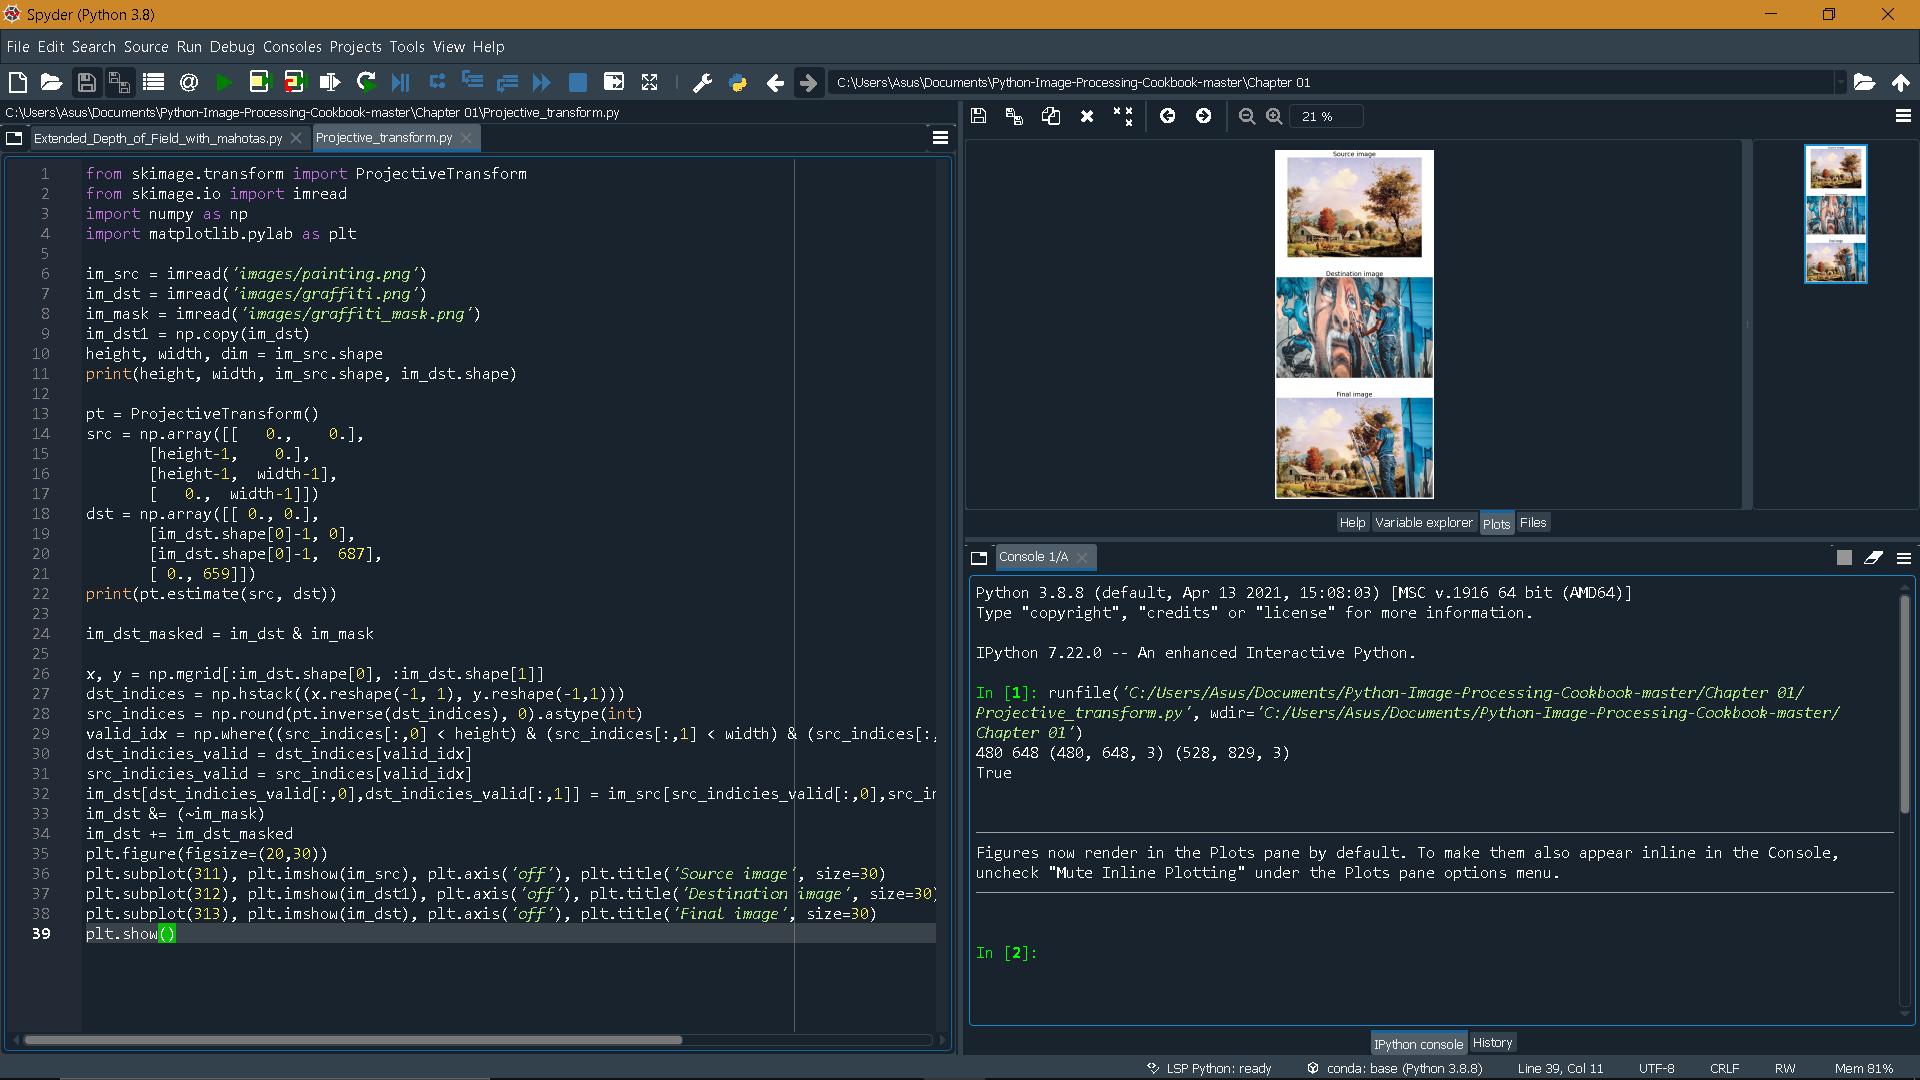 Spyder (Python 3.8)
File Edit Search Source Run Debug Consoles Projects Tools View Help
C:\Users\Asus\Documents\Python-Image-Processing-Cookbook-master\Chapter 01
C:\Users\Asus\Documents\Python-Image-Processing-Cookbook-master\Chapter 01\Projective_transform.py
Extended_Depth_of_Field_with_mahotas.py Projective_transform.py
1 from skimage.transform import ProjectiveTransform
2 from skimage.io import imread
3 import numpy as np
4 import matplotlib.pylab as plt
5
6 im_src = imread('images/painting.png')
7 im_dst = imread('images/graffiti.png')
8 im_mask = imread('images/graffiti_mask.png')
9 im_dst1 = np.copy(im_dst)
10 height, width, dim = im_src.shape
11 print(height, width, im_src.shape, im_dst.shape)
12
13 pt = ProjectiveTransform()
14 src = np.array([[   0.,    0.],
15        [height-1,    0.],
16        [height-1,  width-1],
17        [   0.,  width-1]])
18 dst = np.array([[ 0., 0.],
19        [im_dst.shape[0]-1, 0],
20        [im_dst.shape[0]-1,  687],
21        [ 0., 659]])
22 print(pt.estimate(src, dst))
23
24 im_dst_masked = im_dst & im_mask
25
26 x, y = np.mgrid[:im_dst.shape[0], :im_dst.shape[1]]
27 dst_indices = np.hstack((x.reshape(-1, 1), y.reshape(-1,1)))
28 src_indices = np.round(pt.inverse(dst_indices), 0).astype(int)
29 valid_idx = np.where((src_indices[:,0] < height) & (src_indices[:,1] < width) & (src_indices[:,
30 dst_indicies_valid = dst_indices[valid_idx]
31 src_indicies_valid = src_indices[valid_idx]
32 im_dst[dst_indicies_valid[:,0],dst_indicies_valid[:,1]] = im_src[src_indicies_valid[:,0],src_in
33 im_dst &= (~im_mask)
34 im_dst += im_dst_masked
35 plt.figure(figsize=(20,30))
36 plt.subplot(311), plt.imshow(im_src), plt.axis('off'), plt.title('Source image', size=30)
37 plt.subplot(312), plt.imshow(im_dst1), plt.axis('off'), plt.title('Destination image', size=30)
38 plt.subplot(313), plt.imshow(im_dst), plt.axis('off'), plt.title('Final image', size=30)
39 plt.show()
21 %
Source image
Destination image
Final image
Help Variable explorer Plots Files
Console 1/A
Python 3.8.8 (default, Apr 13 2021, 15:08:03) [MSC v.1916 64 bit (AMD64)]
Type "copyright", "credits" or "license" for more information.
IPython 7.22.0 -- An enhanced Interactive Python.
In [1]: runfile('C:/Users/Asus/Documents/Python-Image-Processing-Cookbook-master/Chapter 01/
Projective_transform.py', wdir='C:/Users/Asus/Documents/Python-Image-Processing-Cookbook-master/
Chapter 01')
480 648 (480, 648, 3) (528, 829, 3)
True
Figures now render in the Plots pane by default. To make them also appear inline in the Console,
uncheck "Mute Inline Plotting" under the Plots pane options menu.
In [2]:
IPython console History
LSP Python: ready conda: base (Python 3.8.8) Line 39, Col 11 UTF-8 CRLF RW Mem 81%